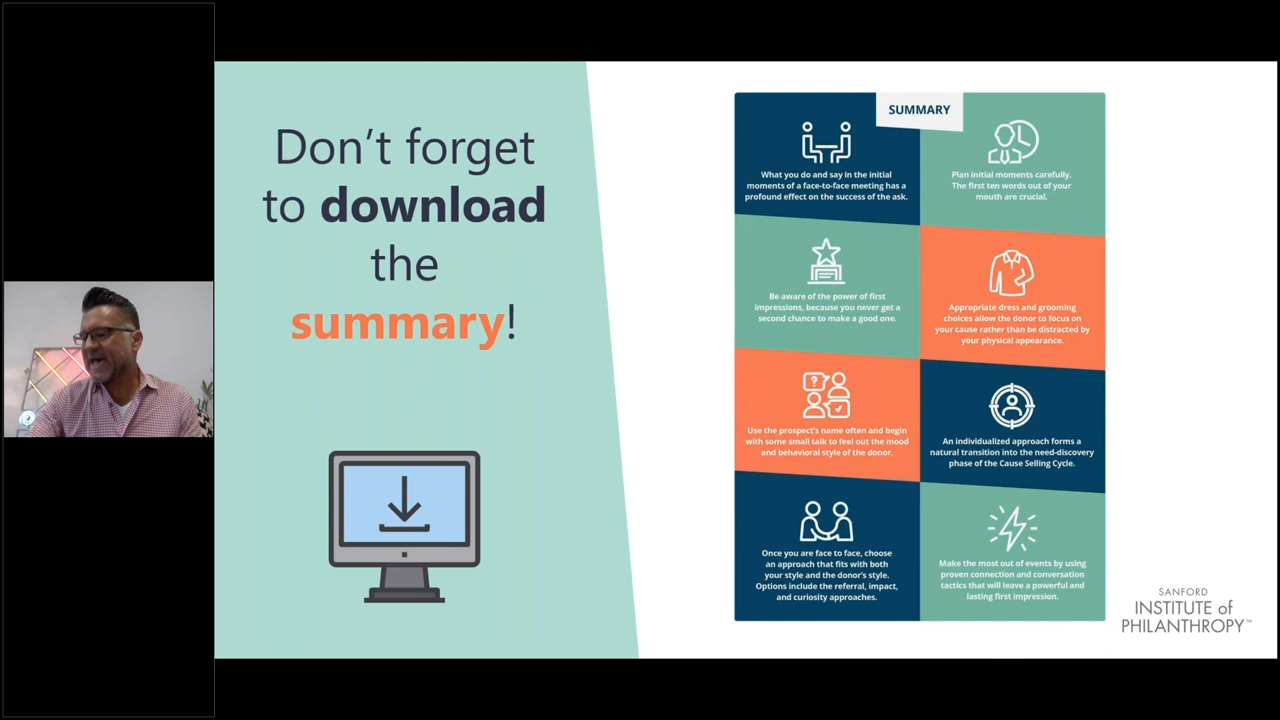 Don't forget
to download
the
summary!
SUMMARY
What you do and say in the initial
moments of a face-to-face meeting has a
profound effect on the success of the ask.
Plan initial moments carefully.
The first ten words out of your
mouth are crucial.
Be aware of the power of first
impressions, because you never get a
second chance to make a good one.
Appropriate dress and grooming
choices allow the donor to focus on
your cause rather than be distracted by
your physical appearance.
Use the prospect's name often and begin
with some small talk to feel out the mood
and behavioral style of the donor.
An individualized approach forms a
natural transition into the need-discovery
phase of the Cause Selling Cycle.
Once you are face to face, choose
an approach that fits with both
your style and the donor's style.
Options include the referral, impact,
and curiosity approaches.
Make the most out of events by using
proven connection and conversation
tactics that will leave a powerful and
lasting first impression.
SANFORD
INSTITUTE of
PHILANTHROPY™